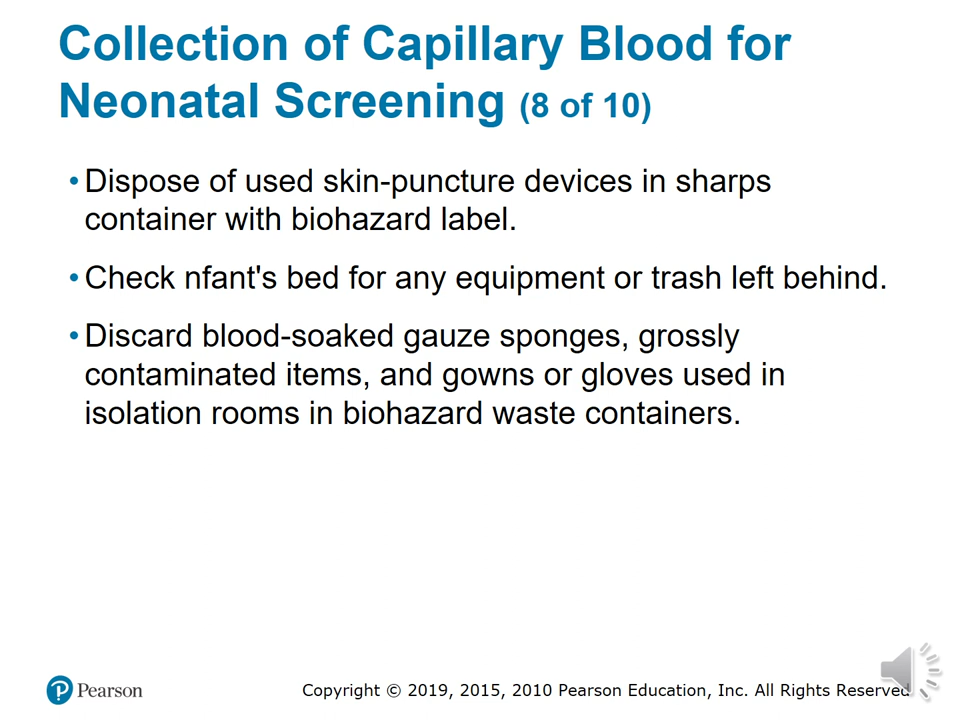 Collection of Capillary Blood for
Neonatal Screening (8 of 10)
• Dispose of used skin-puncture devices in sharps
container with biohazard label.
• Check nfant's bed for any equipment or trash left behind.
• Discard blood-soaked gauze sponges, grossly
contaminated items, and gowns or gloves used in
isolation rooms in biohazard waste containers.
Pearson
Copyright © 2019, 2015, 2010 Pearson Education, Inc. All Rights Reserved